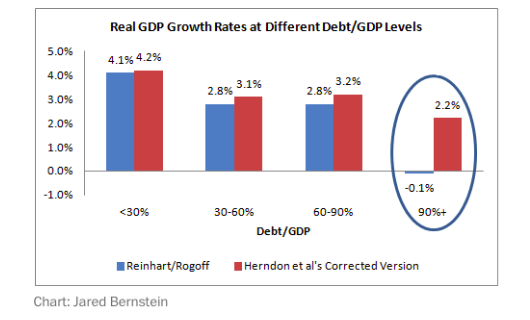 Real GDP Growth Rates at Different Debt/GDP Levels
5.0%
4.0%
3.0%
2.0%
1.0%
0.0%
-1.0%
4.1% 4.2%
2.8% 3.1%
2.8% 3.2%
2.2%
-0.1%
<30% 30-60% 60-90% 90%+
Debt/GDP
Reinhart/Rogoff Herndon et al's Corrected Version
Chart: Jared Bernstein